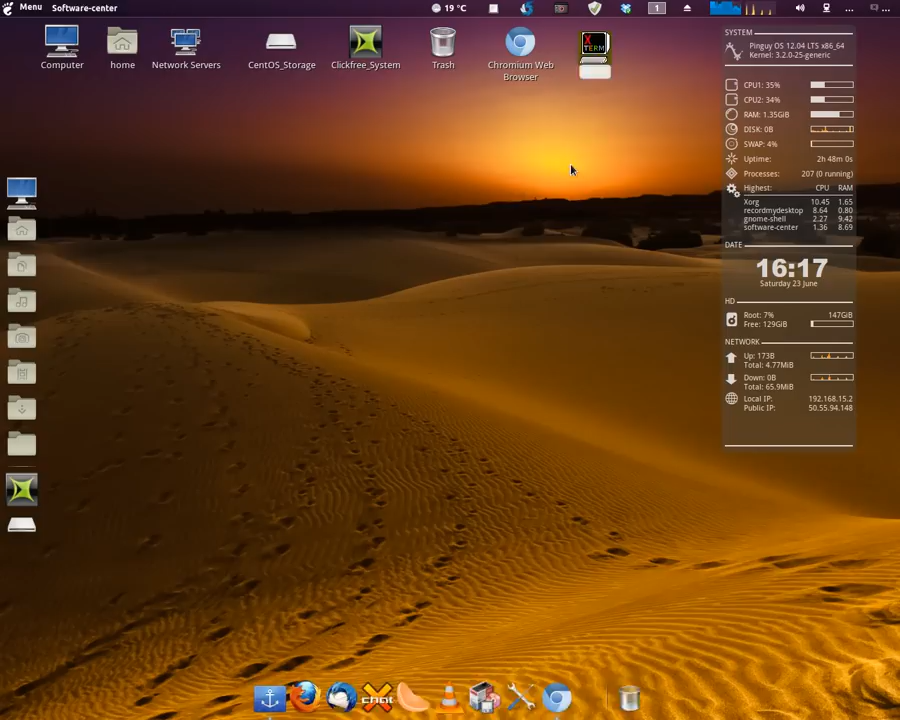 Menu Software-center 19 °C 1 ... ...
Computer
home
Network Servers
CentOS_Storage
Clickfree_System
Trash
Chromium Web
Browser
X
TERM
SYSTEM
Pinguy OS 12.04 LTS x86_64
Kernel: 3.2.0-25-generic
CPU1: 35%
CPU2: 34%
RAM: 1.35GiB
DISK: 0B
SWAP: 4%
Uptime: 2h 48m 0s
Processes: 207 (0 running)
Highest: CPU RAM
Xorg 10.45 1.65
recordmydesktop 8.64 0.80
gnome-shell 2.27 9.42
software-center 1.36 8.69
DATE
16:17
Saturday 23 June
HD
Root: 7% 147GiB
Free: 129GiB
NETWORK
Up: 173B
Total: 4.77MiB
Down: 0B
Total: 65.9MiB
Local IP: 192.168.15.2
Public IP: 50.55.94.148
X
chat